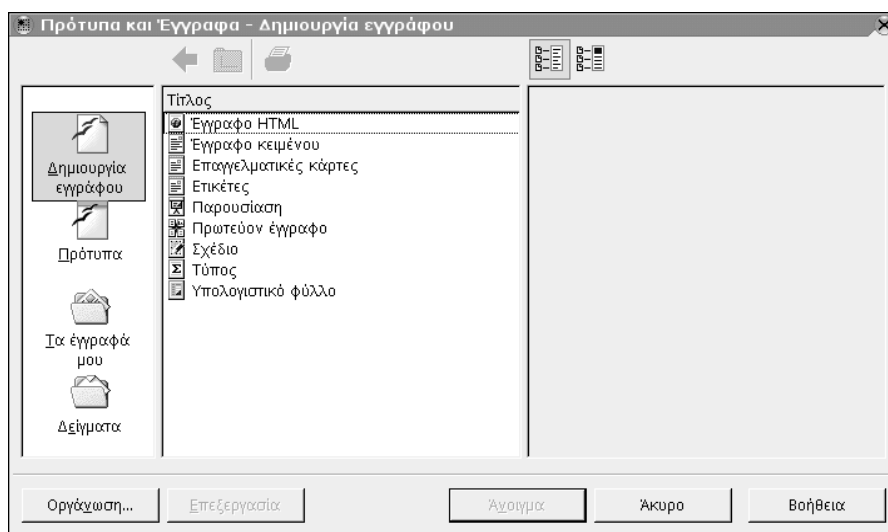 Πρότυπα και Έγγραφα - Δημιουργία εγγράφου
Δημιουργία
εγγράφου
Πρότυπα
Τα έγγραφά
μου
Δείγματα
Τίτλος
Έγγραφο HTML
Έγγραφο κειμένου
Επαγγελματικές κάρτες
Ετικέτες
Παρουσίαση
Πρωτεύον έγγραφο
Σχέδιο
Τύπος
Υπολογιστικό φύλλο
Οργάνωση...
Επεξεργασία
Άνοιγμα
Άκυρο
Βοήθεια